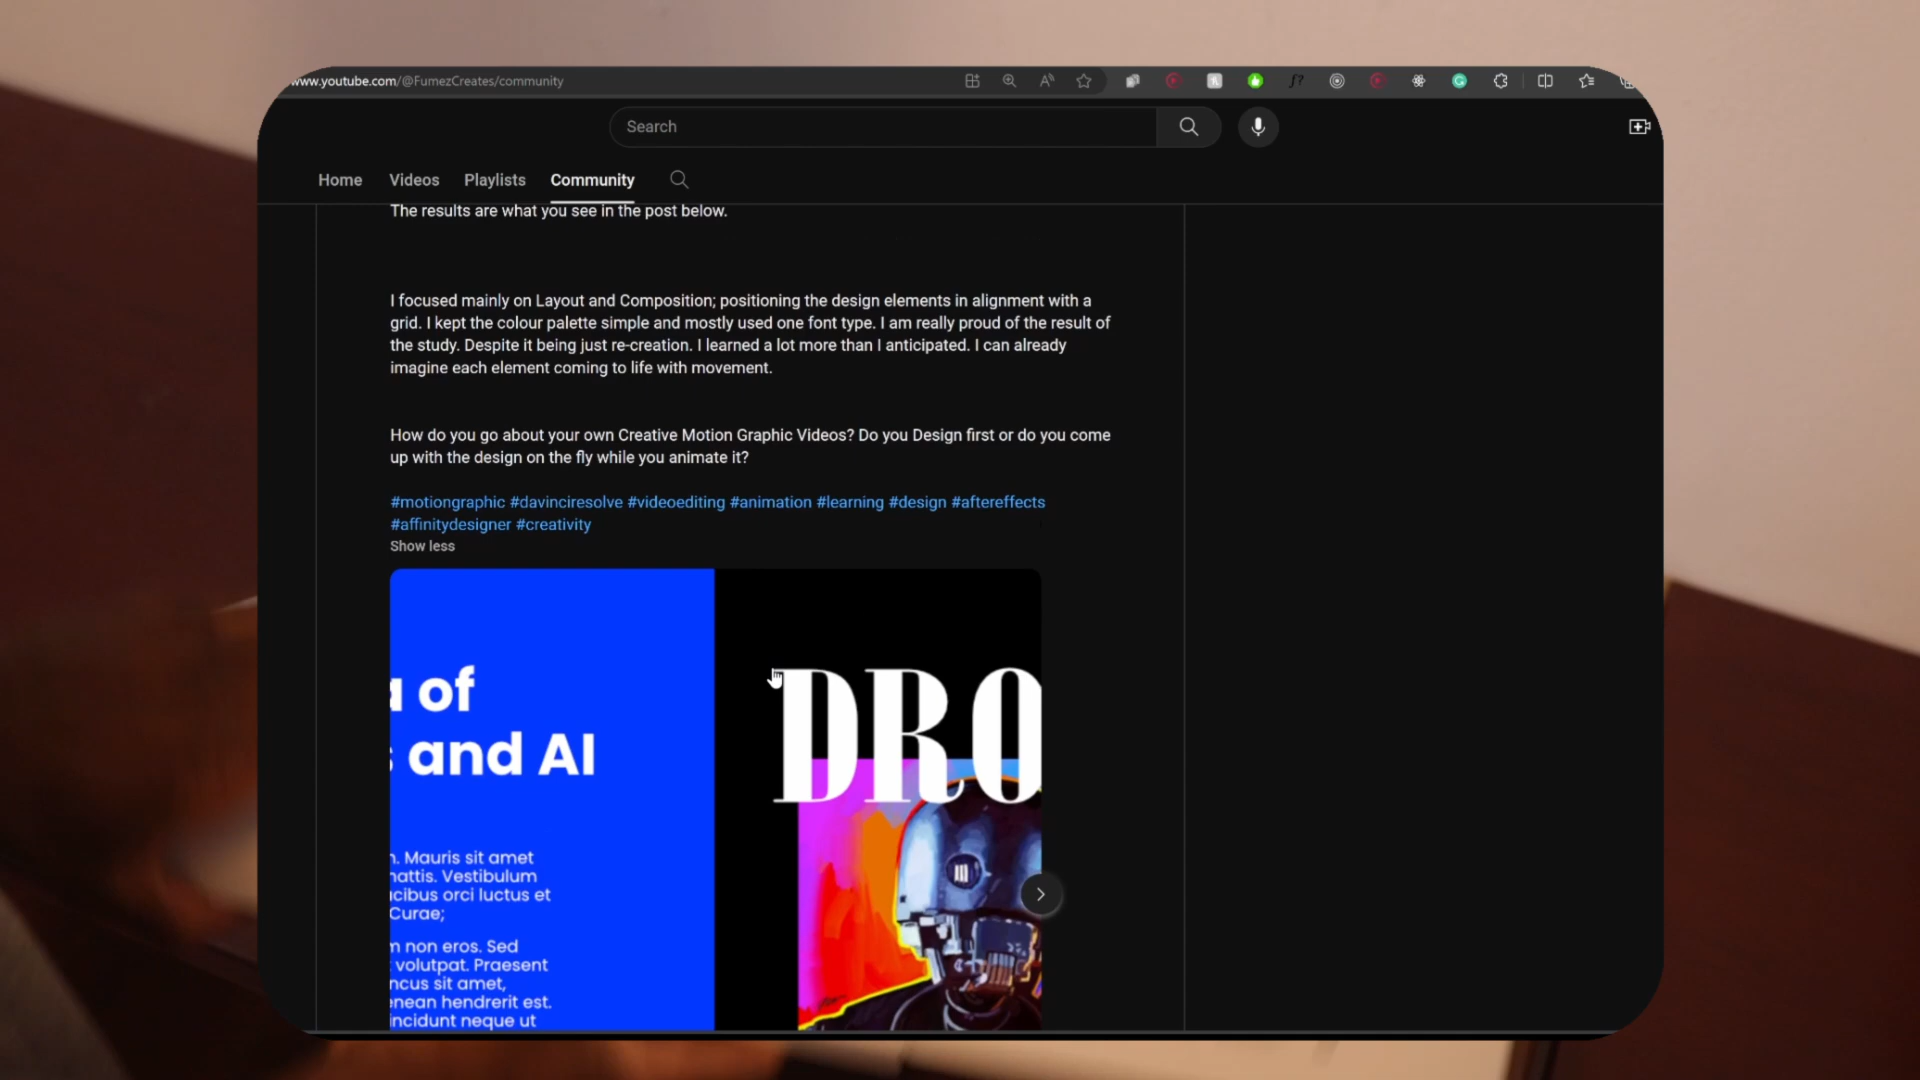 www.youtube.com/@FumezCreates/community
Search
Home Videos Playlists Community
The results are what you see in the post below.
I focused mainly on Layout and Composition; positioning the design elements in alignment with a
grid. I kept the colour palette simple and mostly used one font type. I am really proud of the result of
the study. Despite it being just re-creation. I learned a lot more than I anticipated. I can already
imagine each element coming to life with movement.
How do you go about your own Creative Motion Graphic Videos? Do you Design first or do you come
up with the design on the fly while you animate it?
#motiongraphic #davinciresolve #videoediting #animation #learning #design #aftereffects
#affinitydesigner #creativity
Show less
of
and AI
DRO
. Mauris sit amet
mattis. Vestibulum
cibus orci luctus et
Curae;
non eros. Sed
volutpat. Praesent
ncus sit amet,
enean hendrerit est.
incidunt neque ut